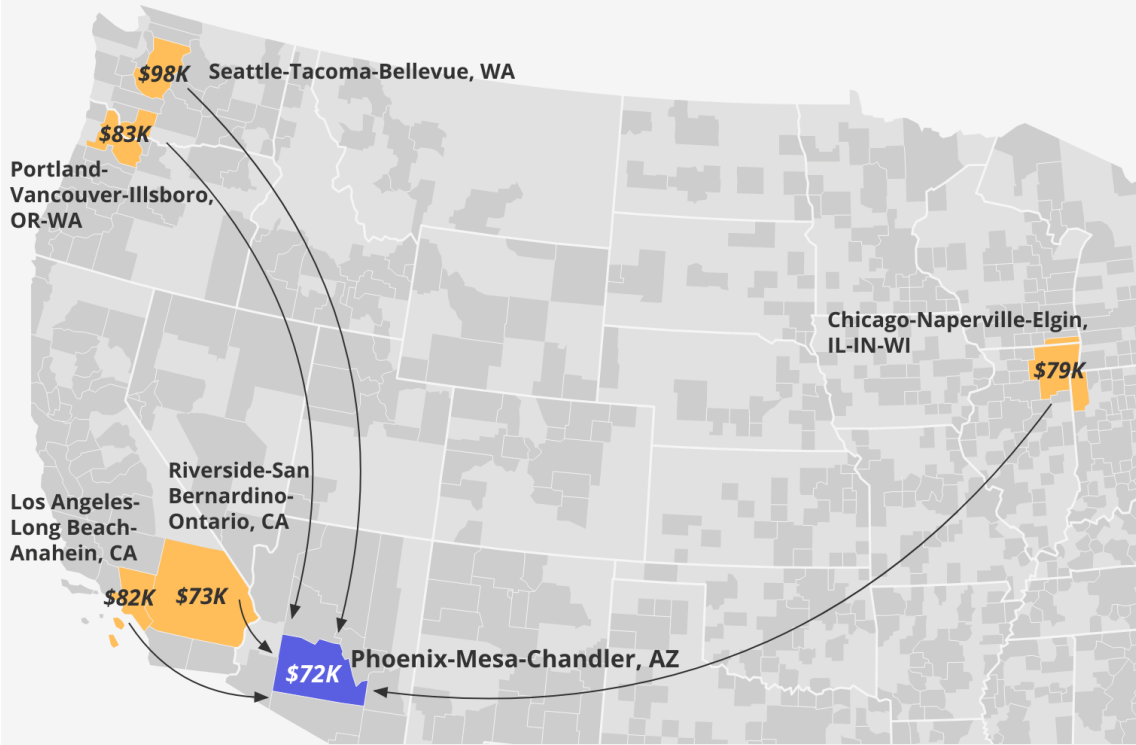 $98K
Seattle-Tacoma-Bellevue, WA
$83K
Portland-
Vancouver-Illsboro,
OR-WA
Chicago-Naperville-Elgin,
IL-IN-WI
$79K
Riverside-San
Bernardino-
Ontario, CA
Los Angeles-
Long Beach-
Anahein, CA
$82K
$73K
Phoenix-Mesa-Chandler, AZ
$72K